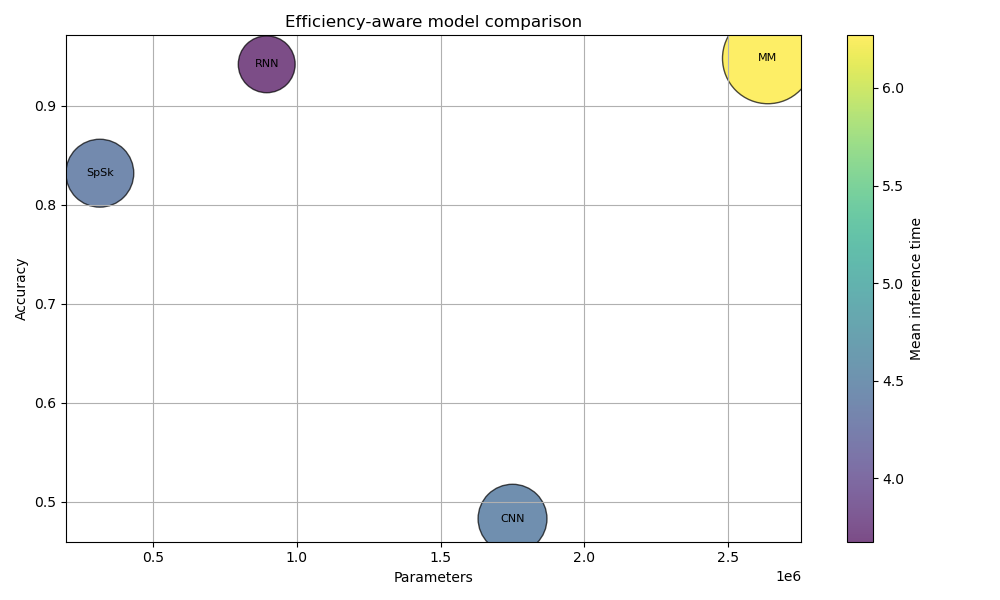 Efficiency-aware model comparison
RNN
MM
SpSk
CNN
0.9
0.8
0.7
0.6
0.5
Accuracy
0.5
1.0
1.5
2.0
2.5
1e6
Parameters
6.0
5.5
5.0
4.5
4.0
Mean inference time